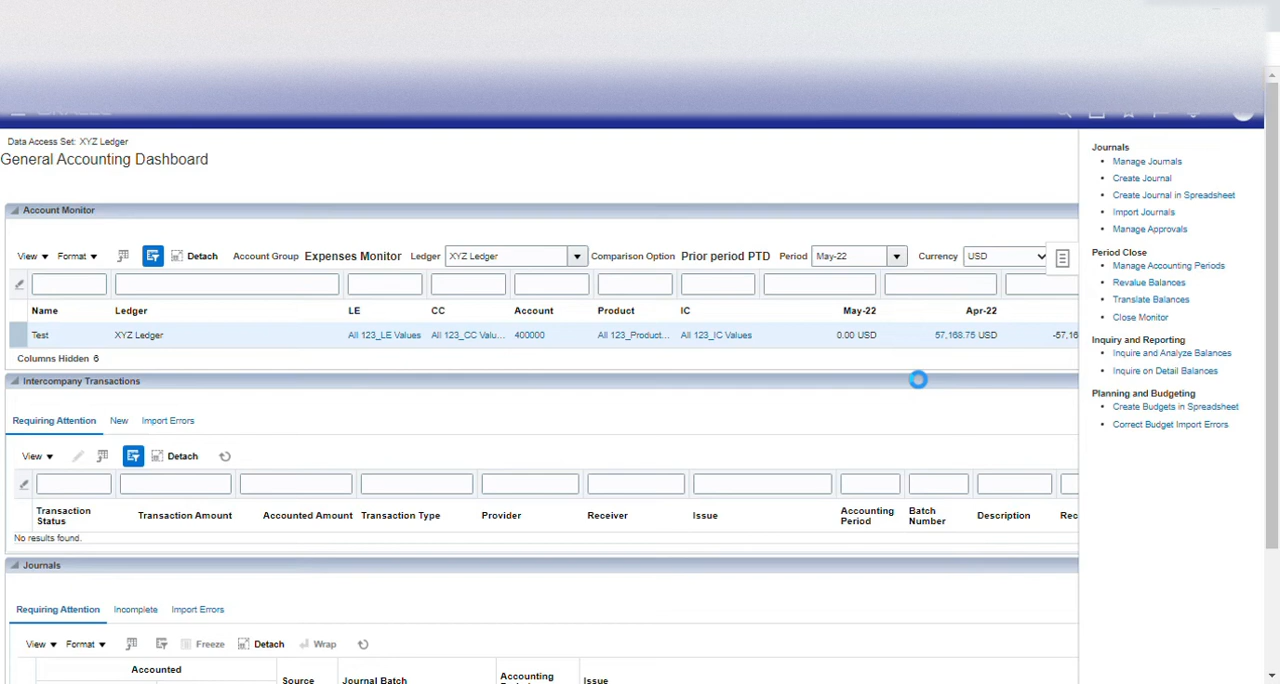 Data Access Set: XYZ Ledger
General Accounting Dashboard
Account Monitor
View Format Detach Account Group Expenses Monitor Ledger XYZ Ledger Comparison Option Prior period PTD Period May-22 Currency USD
Name Ledger LE CC Account Product IC May-22 Apr-22
Test XYZ Ledger All 123_LE Values All 123_CC Valu... 400000 All 123_Product... All 123_IC Values 0.00 USD 57,168.75 USD -57,16
Columns Hidden 6
Intercompany Transactions
Requiring Attention New Import Errors
View Detach
Transaction Status Transaction Amount Accounted Amount Transaction Type Provider Receiver Issue Accounting Period Batch Number Description Rec
No results found.
Journals
Requiring Attention Incomplete Import Errors
View Format Freeze Detach Wrap
Accounted
Source Journal Batch Accounting Issue
Journals
Manage Journals
Create Journal
Create Journal in Spreadsheet
Import Journals
Manage Approvals
Period Close
Manage Accounting Periods
Revalue Balances
Translate Balances
Close Monitor
Inquiry and Reporting
Inquire and Analyze Balances
Inquire on Detail Balances
Planning and Budgeting
Create Budgets in Spreadsheet
Correct Budget Import Errors